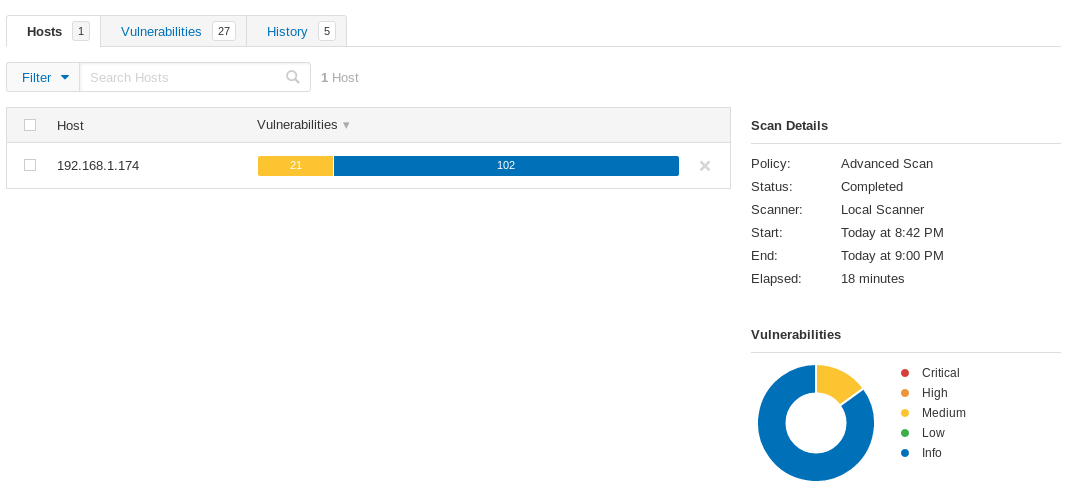 Hosts 1 Vulnerabilities 27 History 5
Filter Search Hosts 1 Host
Host Vulnerabilities
192.168.1.174 21 102
Scan Details
Policy: Advanced Scan
Status: Completed
Scanner: Local Scanner
Start: Today at 8:42 PM
End: Today at 9:00 PM
Elapsed: 18 minutes
Vulnerabilities
Critical
High
Medium
Low
Info